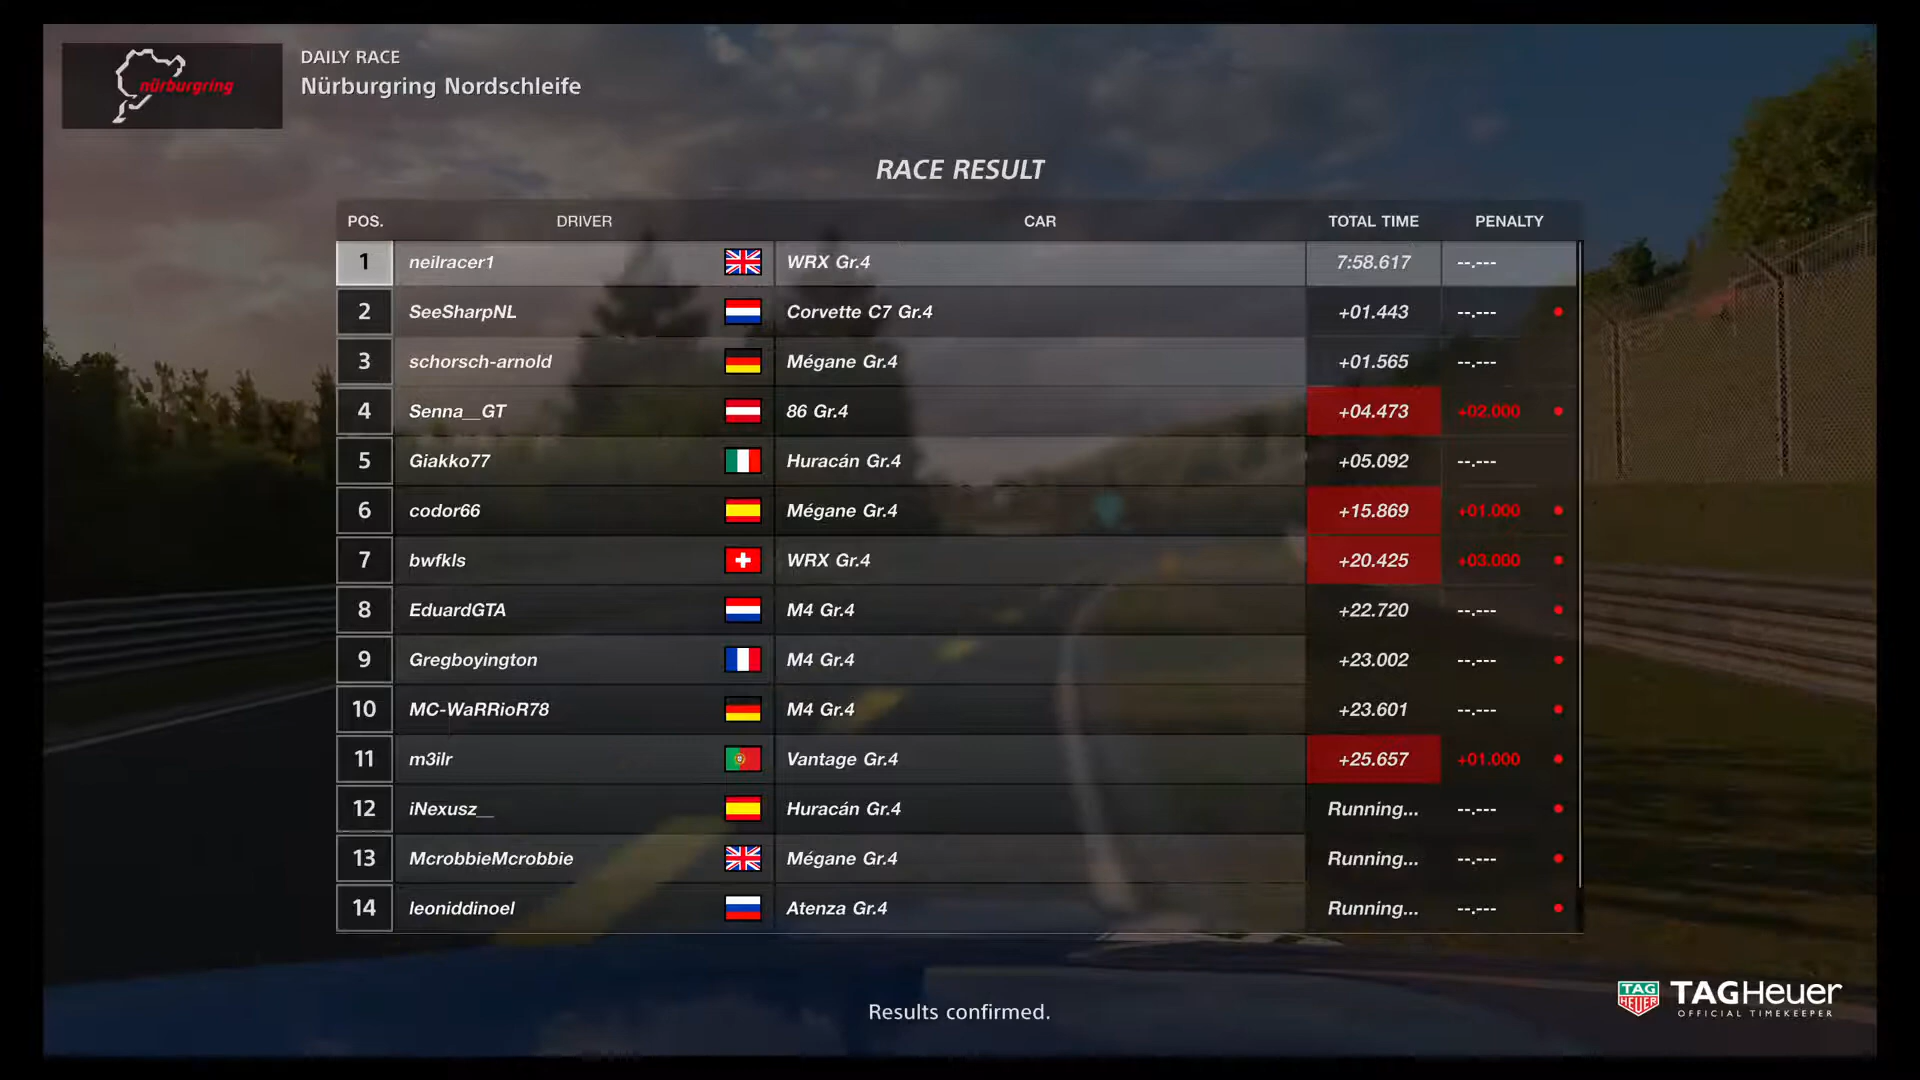 nürburgring
DAILY RACE
Nürburgring Nordschleife
RACE RESULT
POS. DRIVER CAR TOTAL TIME PENALTY
1 neilracer1 WRX Gr.4 7:58.617 --.---
2 SeeSharpNL Corvette C7 Gr.4 +01.443 --.---
3 schorsch-arnold Mégane Gr.4 +01.565 --.---
4 Senna__GT 86 Gr.4 +04.473 +02.000
5 Giakko77 Huracán Gr.4 +05.092 --.---
6 codor66 Mégane Gr.4 +15.869 +01.000
7 bwfkls WRX Gr.4 +20.425 +03.000
8 EduardGTA M4 Gr.4 +22.720 --.---
9 Gregboyington M4 Gr.4 +23.002 --.---
10 MC-WaRRioR78 M4 Gr.4 +23.601 --.---
11 m3ilr Vantage Gr.4 +25.657 +01.000
12 iNexusz__ Huracán Gr.4 Running... --.---
13 McrobbieMcrobbie Mégane Gr.4 Running... --.---
14 leoniddinoel Atenza Gr.4 Running... --.---
TAG HEUER TAGHeuer
OFFICIAL TIMEKEEPER
Results confirmed.